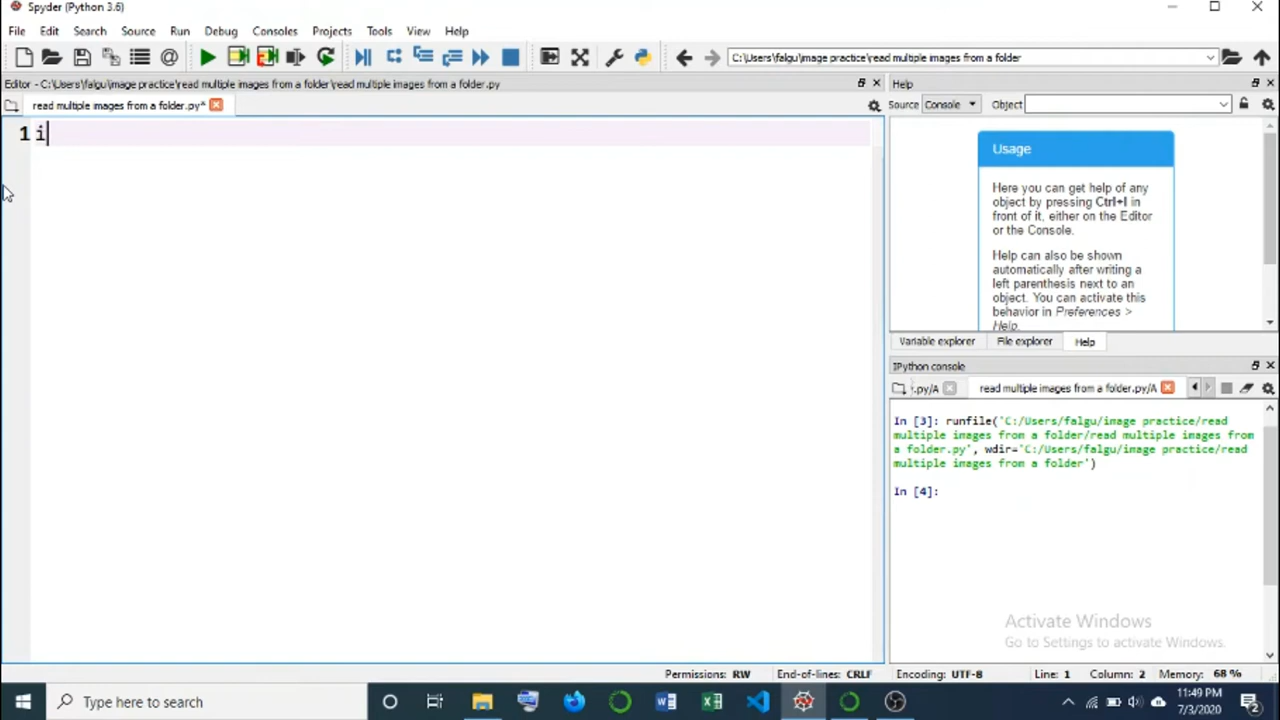 Spyder (Python 3.6)
File Edit Search Source Run Debug Consoles Projects Tools View Help
C:\Users\falgu\image practice\read multiple images from a folder
Editor - C:\Users\falgu\image practice\read multiple images from a folder\read multiple images from a folder.py
read multiple images from a folder.py*
1 i
Help
Source Console Object
Usage
Here you can get help of any
object by pressing Ctrl+I in
front of it, either on the Editor
or the Console.
Help can also be shown
automatically after writing a
left parenthesis next to an
object. You can activate this
behavior in Preferences >
Help.
Variable explorer File explorer Help
IPython console
.py/A read multiple images from a folder.py/A
In [3]: runfile('C:/Users/falgu/image practice/read
multiple images from a folder/read multiple images from
a folder.py', wdir='C:/Users/falgu/image practice/read
multiple images from a folder')
In [4]:
Activate Windows
Go to Settings to activate Windows.
Permissions: RW End-of-lines: CRLF Encoding: UTF-8 Line: 1 Column: 2 Memory: 68 %
Type here to search
11:49 PM
7/3/2020
2